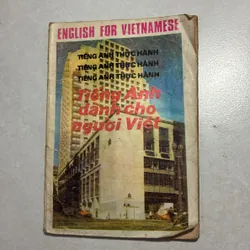 ENGLISH FOR VIETNAMESE
TIẾNG ANH THỰC HÀNH
TIẾNG ANH THỰC HÀNH
TIẾNG ANH THỰC HÀNH
Tiếng Anh
dành cho
người Việt